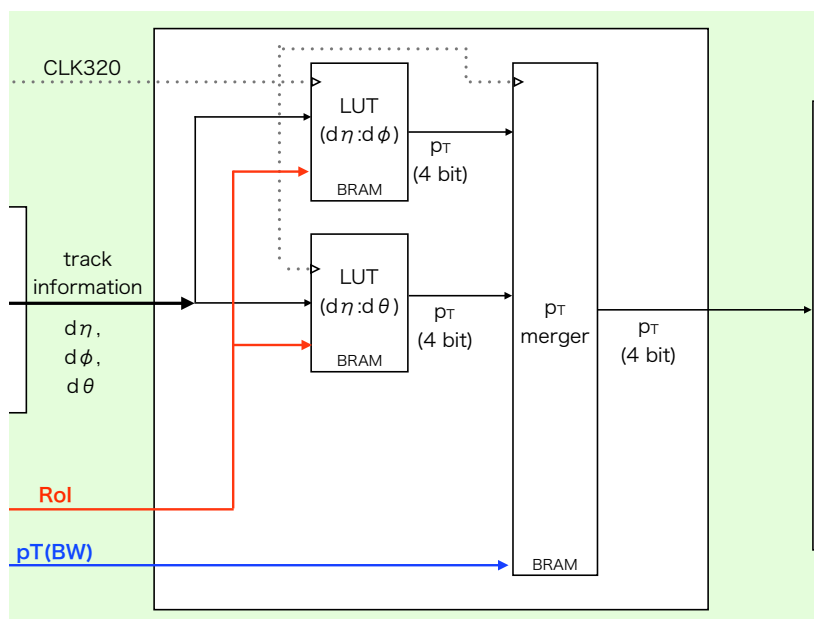 CLK320
LUT
(dη:dφ)
BRAM
pT
(4 bit)
track
information
dη,
dφ,
dθ
LUT
(dη:dθ)
BRAM
pT
(4 bit)
pT
merger
BRAM
pT
(4 bit)
RoI
pT(BW)